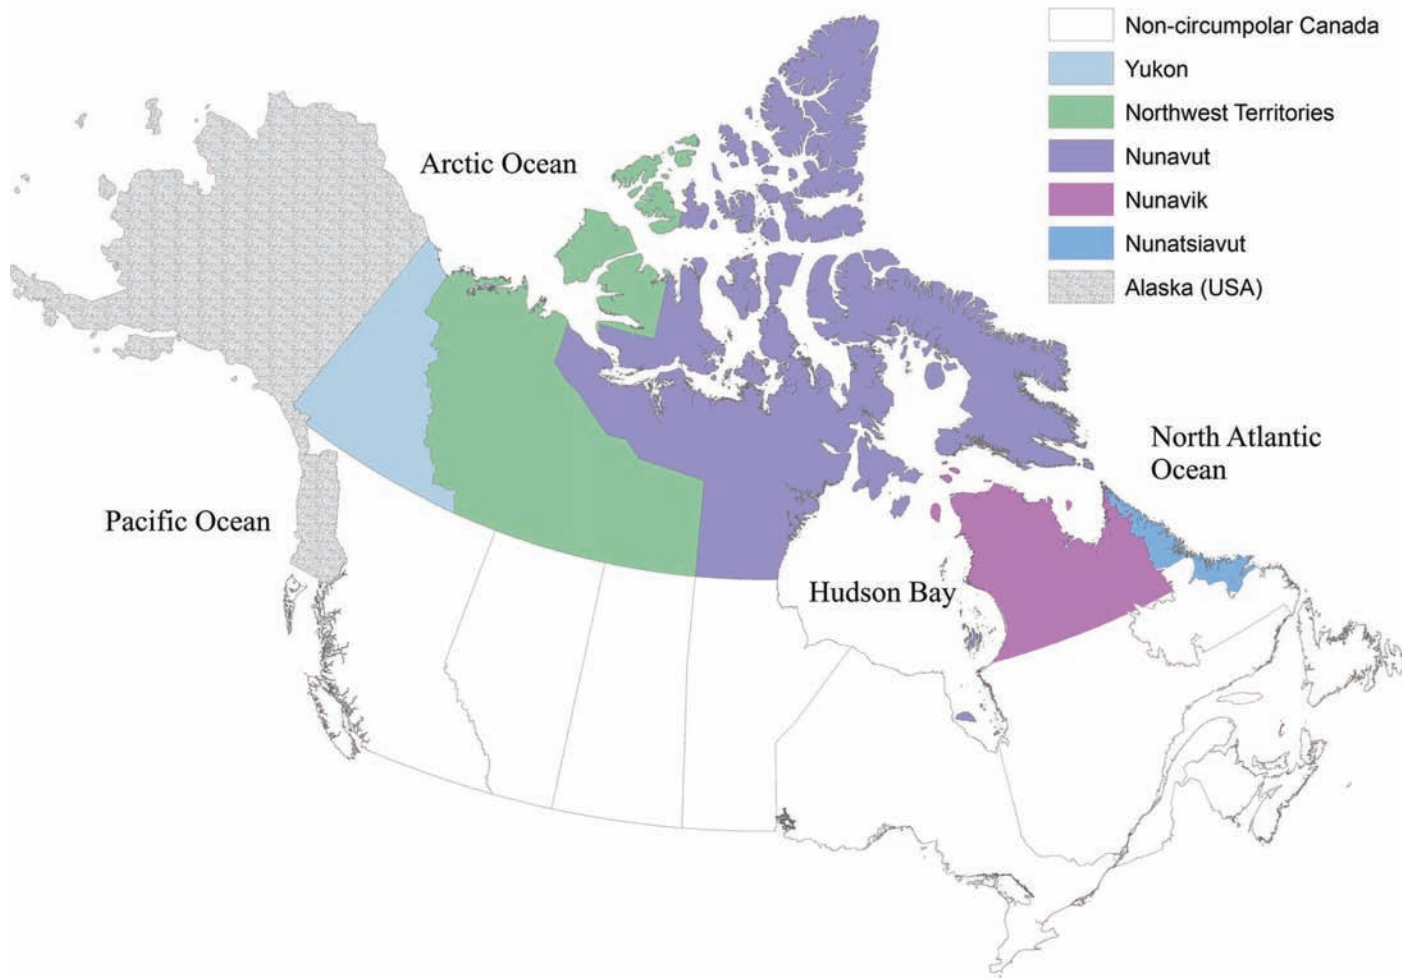 Non-circumpolar Canada
Yukon
Northwest Territories
Nunavut
Nunavik
Nunatsiavut
Alaska (USA)
Arctic Ocean
North Atlantic
Ocean
Pacific Ocean
Hudson Bay